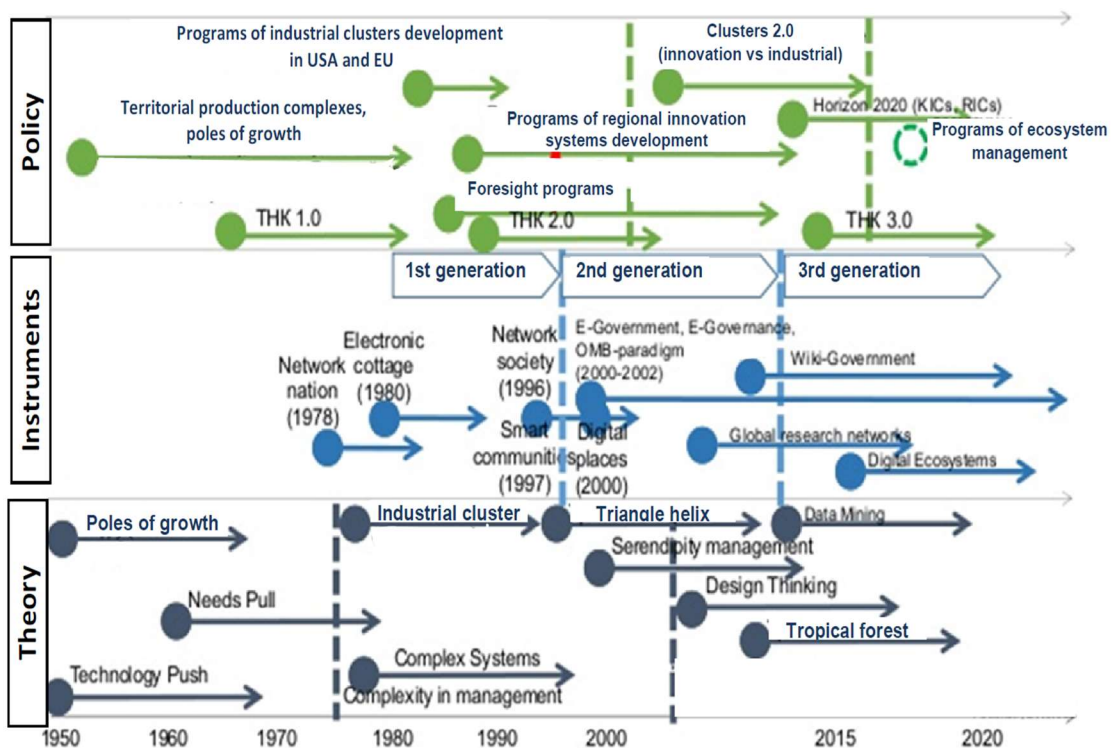 Policy
Programs of industrial clusters development
in USA and EU
Clusters 2.0
(innovation vs industrial)
Territorial production complexes,
poles of growth
Horizon 2020 (KICs, RICs)
Programs of regional innovation
systems development
Programs of ecosystem
management
Foresight programs
THK 1.0
THK 2.0
THK 3.0
Instruments
1st generation
2nd generation
3rd generation
Network
nation
(1978)
Electronic
cottage
(1980)
Network
society
(1996)
Smart
communities
(1997)
E-Government, E-Governance,
OMB-paradigm
(2000-2002)
Digital
places
(2000)
Wiki-Government
Global research networks
Digital Ecosystems
Theory
Poles of growth
Industrial cluster
Triangle helix
Data Mining
Serendipity management
Needs Pull
Design Thinking
Tropical forest
Technology Push
Complex Systems
Complexity in management
1950
1960
1970
1980
1990
2000
2015
2020